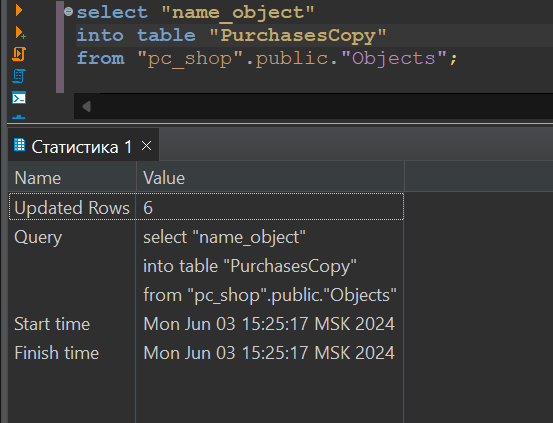 select "name_object"
into table "PurchasesCopy"
from "pc_shop".public."Objects";
Статистика 1
Name Value
Updated Rows 6
Query select "name_object"
into table "PurchasesCopy"
from "pc_shop".public."Objects"
Start time Mon Jun 03 15:25:17 MSK 2024
Finish time Mon Jun 03 15:25:17 MSK 2024